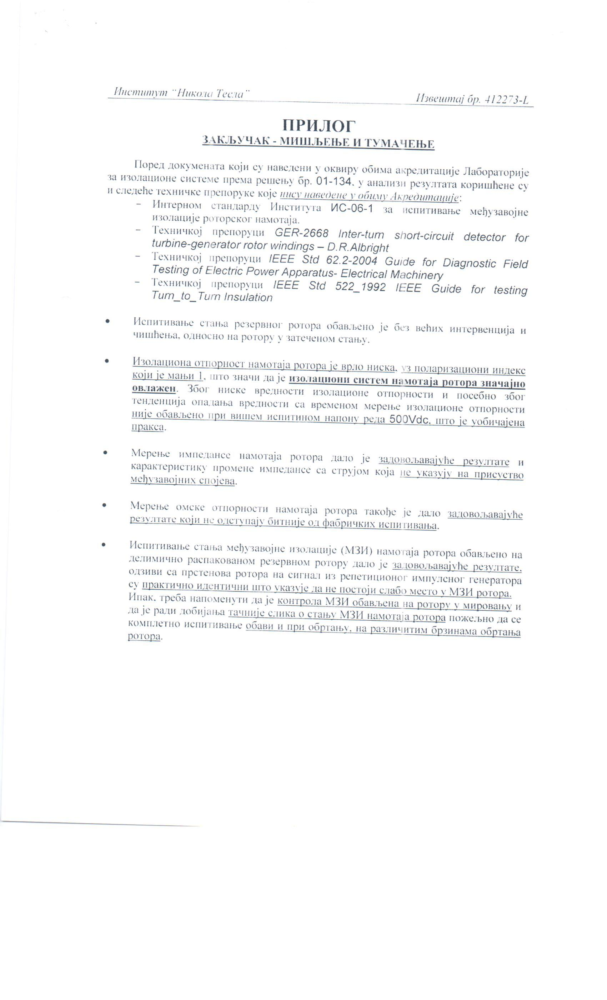 Институт ¨Никола Тесла¨
Извештај бр. 412273-L
ПРИЛОГ
ЗАКЉУЧАК - МИШЉЕЊЕ И ТУМАЧЕЊЕ
Поред докумената који су наведени у оквиру обима акредитације Лабораторије
за изолационе системе према решењу бр. 01-134, у анализи резултата коришћене су
и следеће техничке препоруке које нису наведене у обиму Акредитације:
– Интерном стандарду Института ИС-06-1 за испитивање међузавојне
изолације роторског намотаја.
– Техничкој препоруци GER-2668 Inter-turn short-circuit detector for
turbine-generator rotor windings – D.R.Albright
– Техничкој препоруци IEEE Std 62.2-2004 Guide for Diagnostic Field
Testing of Electric Power Apparatus- Electrical Machinery
– Техничкој препоруци IEEE Std 522_1992 IEEE Guide for testing
Turn_to_Turn Insulation
• Испитивање стања резервног ротора обављено је без већих интервенција и
чишћења, односно на ротору у затеченом стању.
• Изолациона отпорност намотаја ротора је врло ниска, уз поларизациони индекс
који је мањи 1, што значи да је изолациони систем намотаја ротора значајно
овлажен. Због ниске вредности изолационе отпорности и посебно због
тенденција опадања вредности са временом мерење изолационе отпорности
није обављено при вишем испитином напону реда 500Vdc, што је уобичајена
пракса.
• Мерење импедансе намотаја ротора дало је задовољавајуће резултате и
карактеристику промене импедансе са струјом која не указују на присуство
међузавојних спојева.
• Мерење омске отпорности намотаја ротора такође је дало задовољавајуће
резултате који не одступају битније од фабричких испитивања.
• Испитивање стања међузавојне изолације (МЗИ) намотаја ротора обављено на
делимично распакованом резервном ротору дало је задовољавајуће резултате,
одзиви са прстенова ротора на сигнал из репетиционог импулсног генератора
су практично идентични што указује да не постоји слабо место у МЗИ ротора.
Ипак, треба напоменути да је контрола МЗИ обављена на ротору у мировању и
да је ради добијања тачније слика о стању МЗИ намотаја ротора пожељно да се
комплетно испитивање обави и при обртању, на различитим брзинама обртања
ротора.